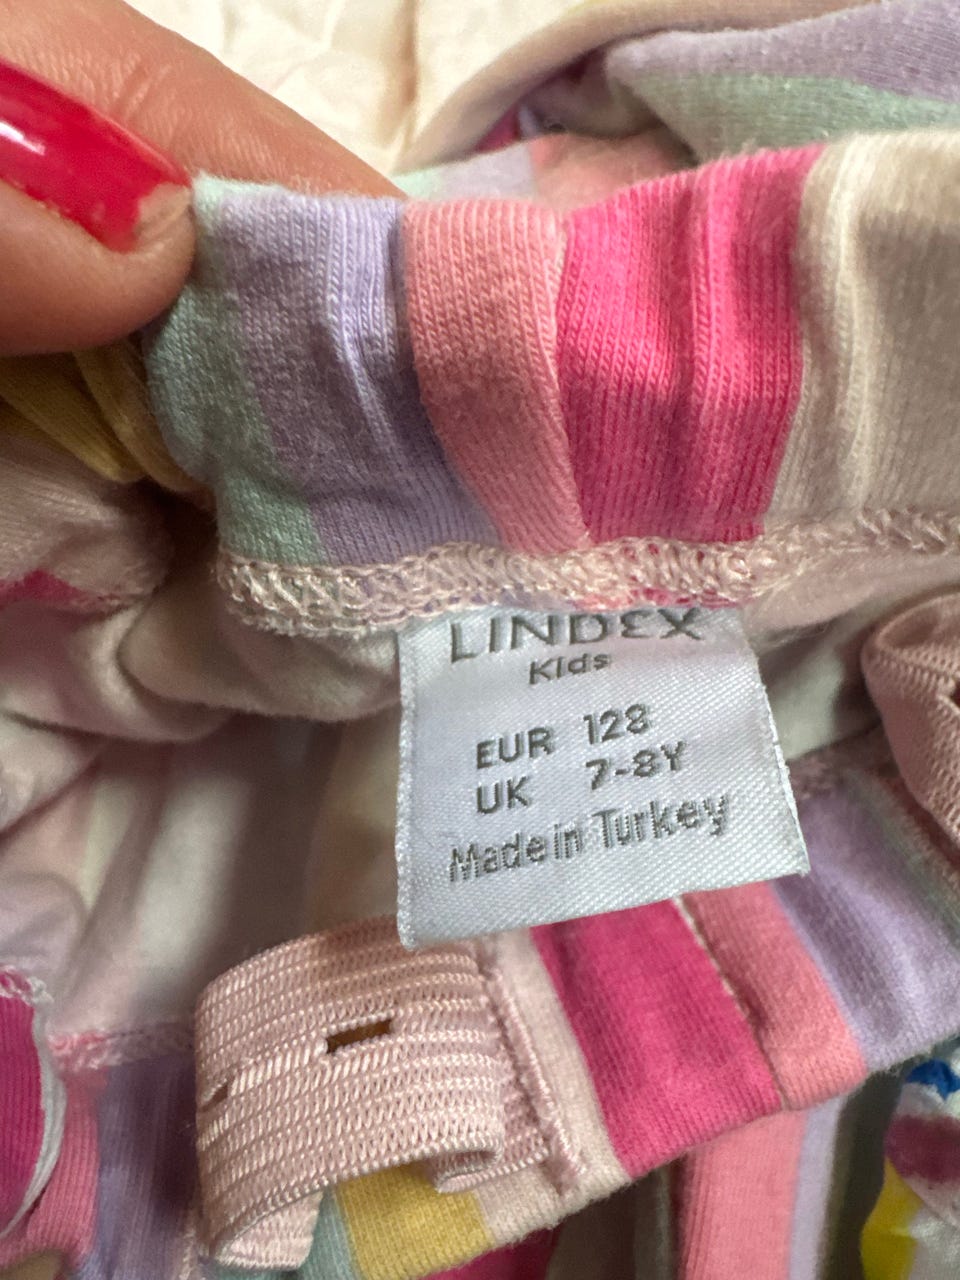 LINDEX
Kids
EUR 128
UK 7-8Y
Made in Turkey